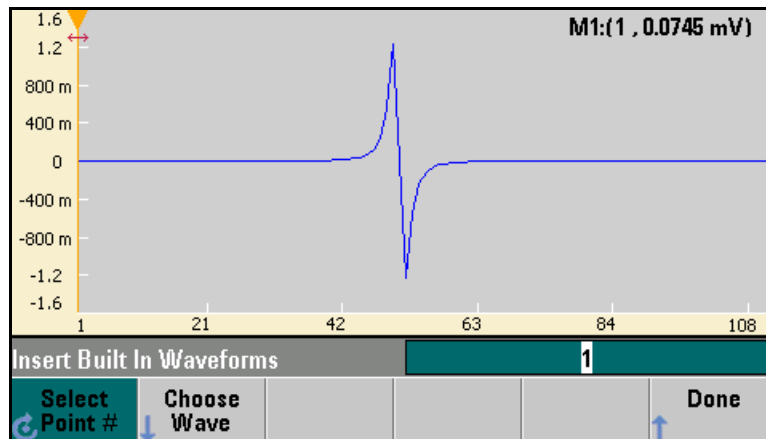 1.6
M1:(1 , 0.0745 mV)
1.2
800 m
400 m
0
-400 m
-800 m
-1.2
-1.6
1 21 42 63 84 108
Insert Built In Waveforms 1
Select Point #
Choose Wave
Done